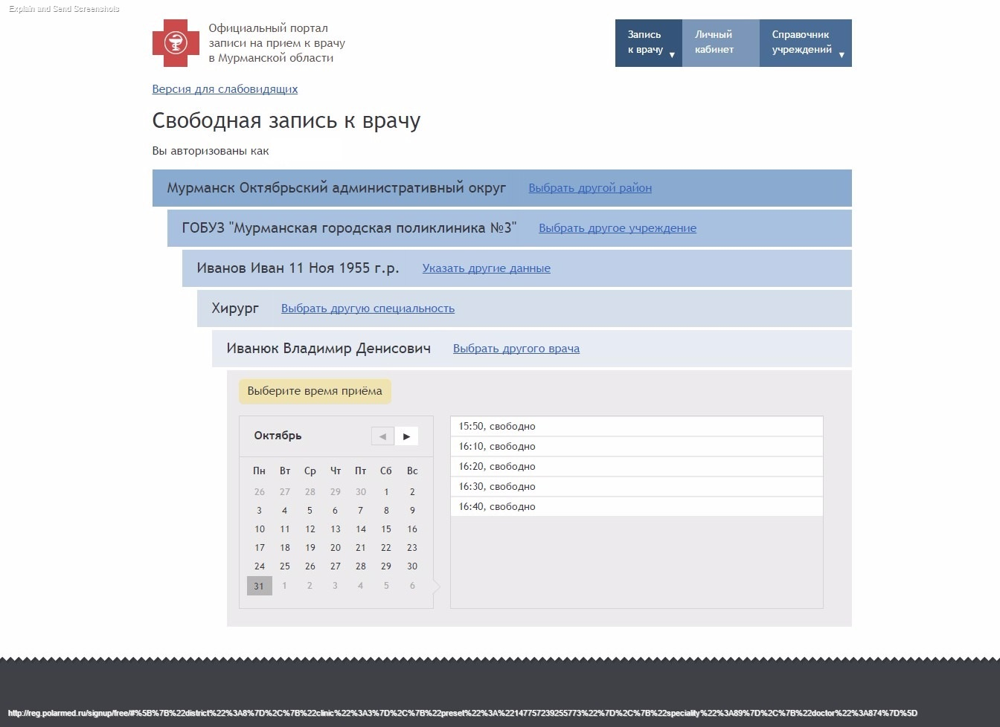 Explain and Send Screenshots
Официальный портал
записи на прием к врачу
в Мурманской области
Запись
к врачу ▼
Личный
кабинет
Справочник
учреждений ▼
Версия для слабовидящих
Свободная запись к врачу
Вы авторизованы как
Мурманск Октябрьский административный округ Выбрать другой район
ГОБУЗ "Мурманская городская поликлиника №3" Выбрать другое учреждение
Иванов Иван 11 Ноя 1955 г.р. Указать другие данные
Хирург Выбрать другую специальность
Иванюк Владимир Денисович Выбрать другого врача
Выберите время приёма
Октябрь ◄ ►
Пн Вт Ср Чт Пт Сб Вс
26 27 28 29 30 1 2
3 4 5 6 7 8 9
10 11 12 13 14 15 16
17 18 19 20 21 22 23
24 25 26 27 28 29 30
31 1 2 3 4 5 6
15:50, свободно
16:10, свободно
16:20, свободно
16:30, свободно
16:40, свободно
http://reg.polarmed.ru/signup/free/#%5B%7B%22district%22%3A8%7D%2C%7B%22clinic%22%3A3%7D%2C%7B%22preset%22%3A%22147757239255773%22%7D%2C%7B%22speciality%22%3A89%7D%2C%7B%22doctor%22%3A874%7D%5D